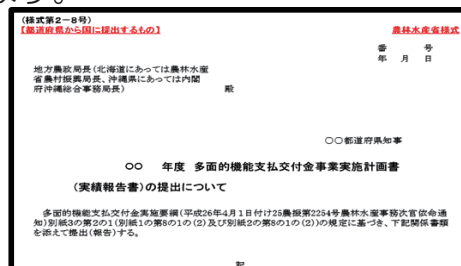 ます。
(様式第2-8号)
【都道府県から国に提出するもの】
農林水産省様式
番 号
年 月 日
地方農政局長(北海道にあっては農林水産
省農村振興局長、沖縄県にあっては内閣
府沖縄総合事務局長) 殿
○○都道府県知事
○○ 年度 多面的機能支払交付金事業実施計画書
(実績報告書)の提出について
多面的機能支払交付金実施要綱(平成26年4月1日付け25農振第2254号農林水産事務次官依命通
知)別紙3の第2の1(別紙1の第8の1の(2)及び別紙2の第8の1の(2))の規定に基づき、下記関係書類
を添えて提出(報告)する。
記